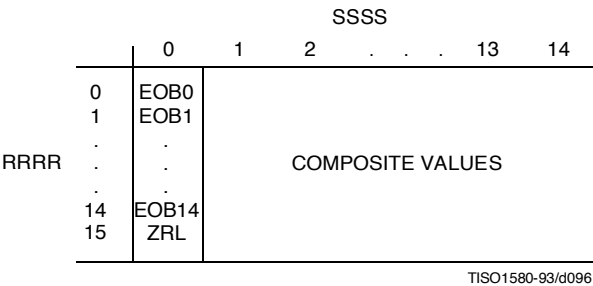 SSSS
0 1 2 . . . 13 14
0 EOB0
1 EOB1
. .
RRRR . . COMPOSITE VALUES
. .
14 EOB14
15 ZRL
TISO1580-93/d096